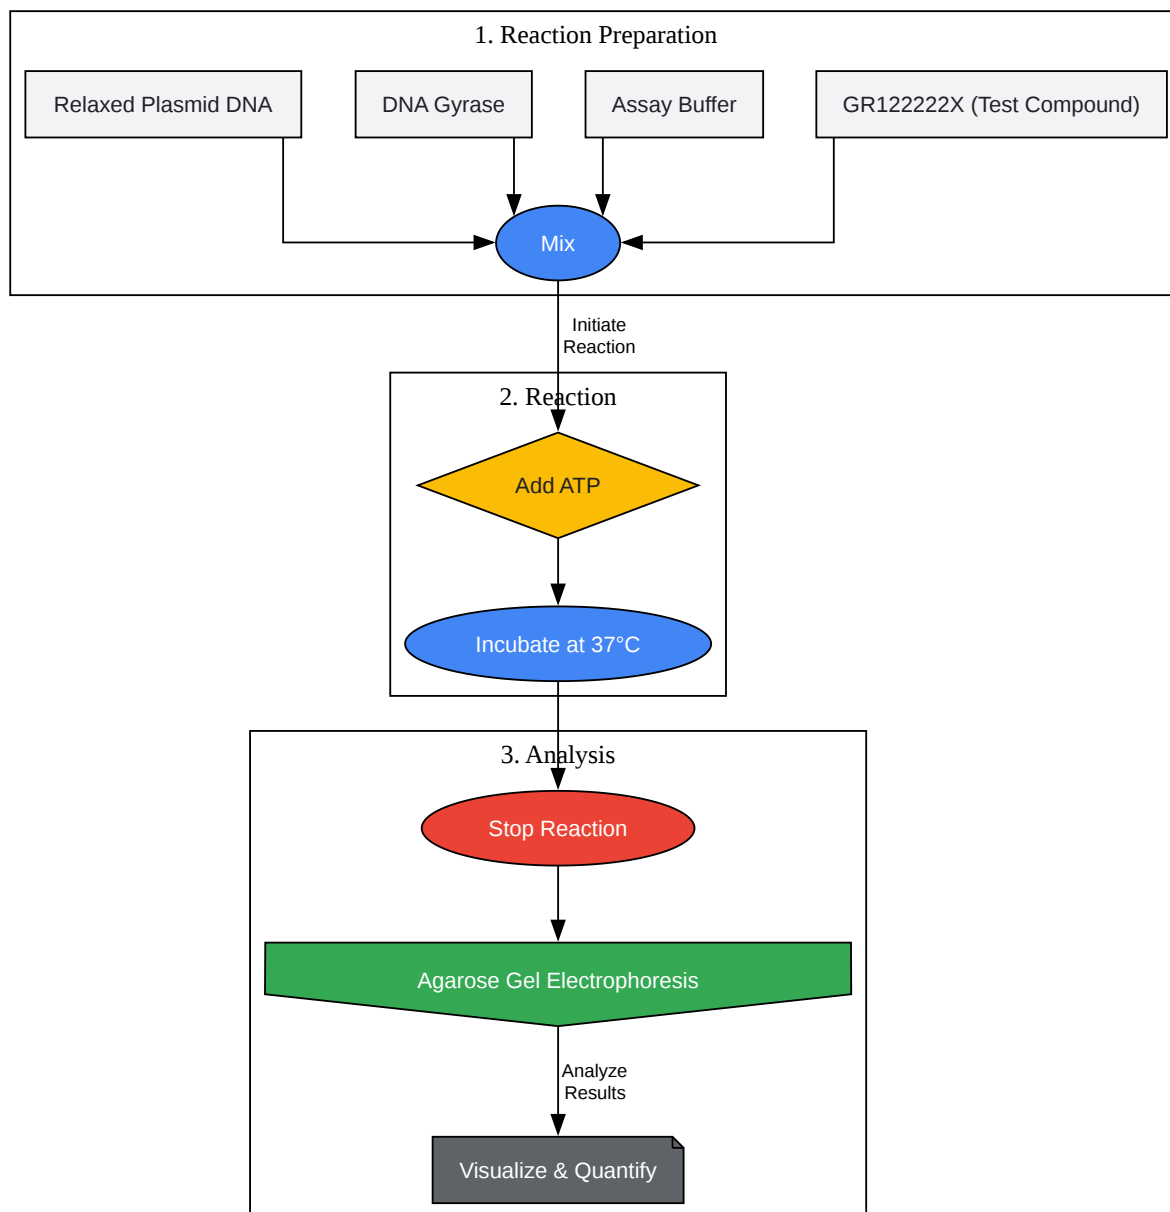 1. Reaction Preparation
Relaxed Plasmid DNA
DNA Gyrase
Assay Buffer
GR122222X (Test Compound)
Mix
Initiate
Reaction
2. Reaction
Add ATP
Incubate at 37°C
3. Analysis
Stop Reaction
Agarose Gel Electrophoresis
Analyze
Results
Visualize & Quantify